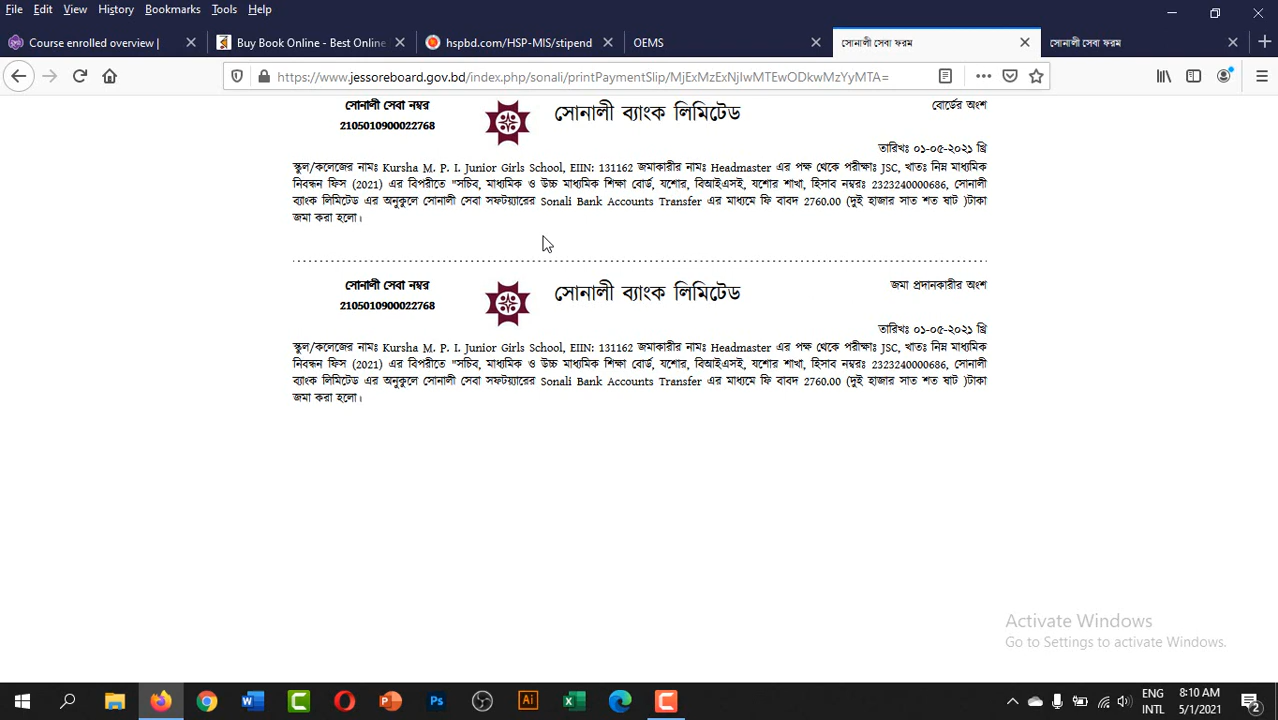 File Edit View History Bookmarks Tools Help
Course enrolled overview | Buy Book Online - Best Online hspbd.com/HSP-MIS/stipend OEMS সোনালী সেবা ফরম সোনালী সেবা ফরম
https://www.jessoreboard.gov.bd/index.php/sonali/printPaymentSlip/MjExMzExNjIwMTEwODkwMzYyMTA=
সোনালী সেবা নম্বর সোনালী ব্যাংক লিমিটেড বোর্ডের অংশ
2105010900022768
তারিখঃ ০১-০৫-২০২১ খ্রি
স্কুল/কলেজের নামঃ Kursha M. P. I. Junior Girls School, EIIN: 131162 জমাকারীর নামঃ Headmaster এর পক্ষ থেকে পরীক্ষাঃ JSC, খাতঃ নিম্ন মাধ্যমিক
নিবন্ধন ফিস (2021) এর বিপরীতে "সচিব, মাধ্যমিক ও উচ্চ মাধ্যমিক শিক্ষা বোর্ড, যশোর, বিআইএসই, যশোর শাখা, হিসাব নম্বরঃ 2323240000686, সোনালী
ব্যাংক লিমিটেড এর অনুকুলে সোনালী সেবা সফটয়্যারের Sonali Bank Accounts Transfer এর মাধ্যমে ফি বাবদ 2760.00 (দুই হাজার সাত শত ষাট )টাকা
জমা করা হলো।
সোনালী সেবা নম্বর সোনালী ব্যাংক লিমিটেড জমা প্রদানকারীর অংশ
2105010900022768
তারিখঃ ০১-০৫-২০২১ খ্রি
স্কুল/কলেজের নামঃ Kursha M. P. I. Junior Girls School, EIIN: 131162 জমাকারীর নামঃ Headmaster এর পক্ষ থেকে পরীক্ষাঃ JSC, খাতঃ নিম্ন মাধ্যমিক
নিবন্ধন ফিস (2021) এর বিপরীতে "সচিব, মাধ্যমিক ও উচ্চ মাধ্যমিক শিক্ষা বোর্ড, যশোর, বিআইএসই, যশোর শাখা, হিসাব নম্বরঃ 2323240000686, সোনালী
ব্যাংক লিমিটেড এর অনুকুলে সোনালী সেবা সফটয়্যারের Sonali Bank Accounts Transfer এর মাধ্যমে ফি বাবদ 2760.00 (দুই হাজার সাত শত ষাট )টাকা
জমা করা হলো।
Activate Windows
Go to Settings to activate Windows.
ENG 8:10 AM
INTL 5/1/2021 2